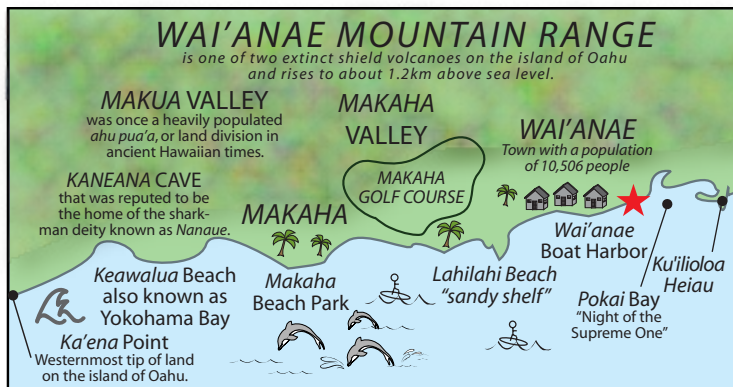 WAI'ANAE MOUNTAIN RANGE
is one of two extinct shield volcanoes on the island of Oahu
and rises to about 1.2km above sea level.
MAKUA VALLEY
was once a heavily populated
ahu pua'a, or land division in
ancient Hawaiian times.
MAKAHA
VALLEY
WAI'ANAE
Town with a population
of 10,506 people
KANEANA CAVE
that was reputed to be
the home of the shark-
man deity known as Nanaue.
MAKAHA
GOLF COURSE
MAKAHA
Wai'anae
Boat Harbor
Ku'ilioloa
Heiau
Keawalua Beach
also known as
Yokohama Bay
Makaha
Beach Park
Lahilahi Beach
"sandy shelf"
Pokai Bay
"Night of the
Supreme One"
Ka'ena Point
Westernmost tip of land
on the island of Oahu.